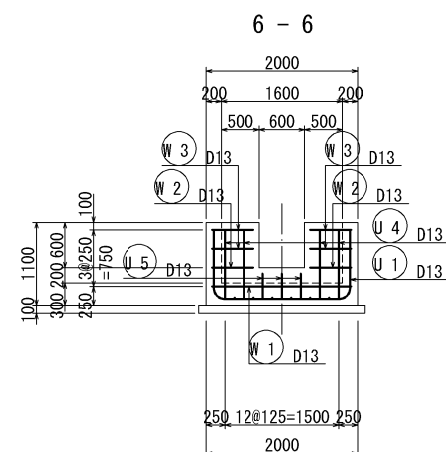 6 - 6
2000
200 1600 200
500 600 500
W 3 D13 W 3 D13
W 2 D13 W 2 D13
U 4 D13
U 5 D13
U 1 D13
100
1100
600
200
300
100
3@250
=750
250
W 1 D13
250 12@125=1500 250
2000